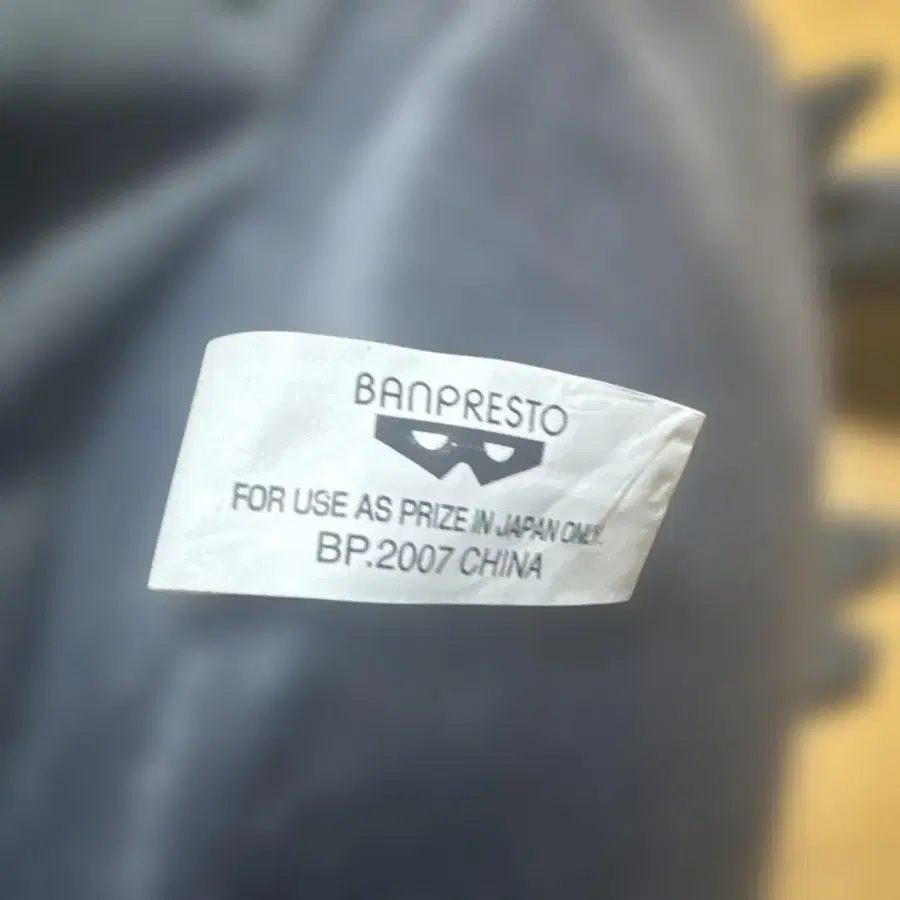 BANPRESTO
FOR USE AS PRIZE IN JAPAN ONLY.
BP.2007 CHINA